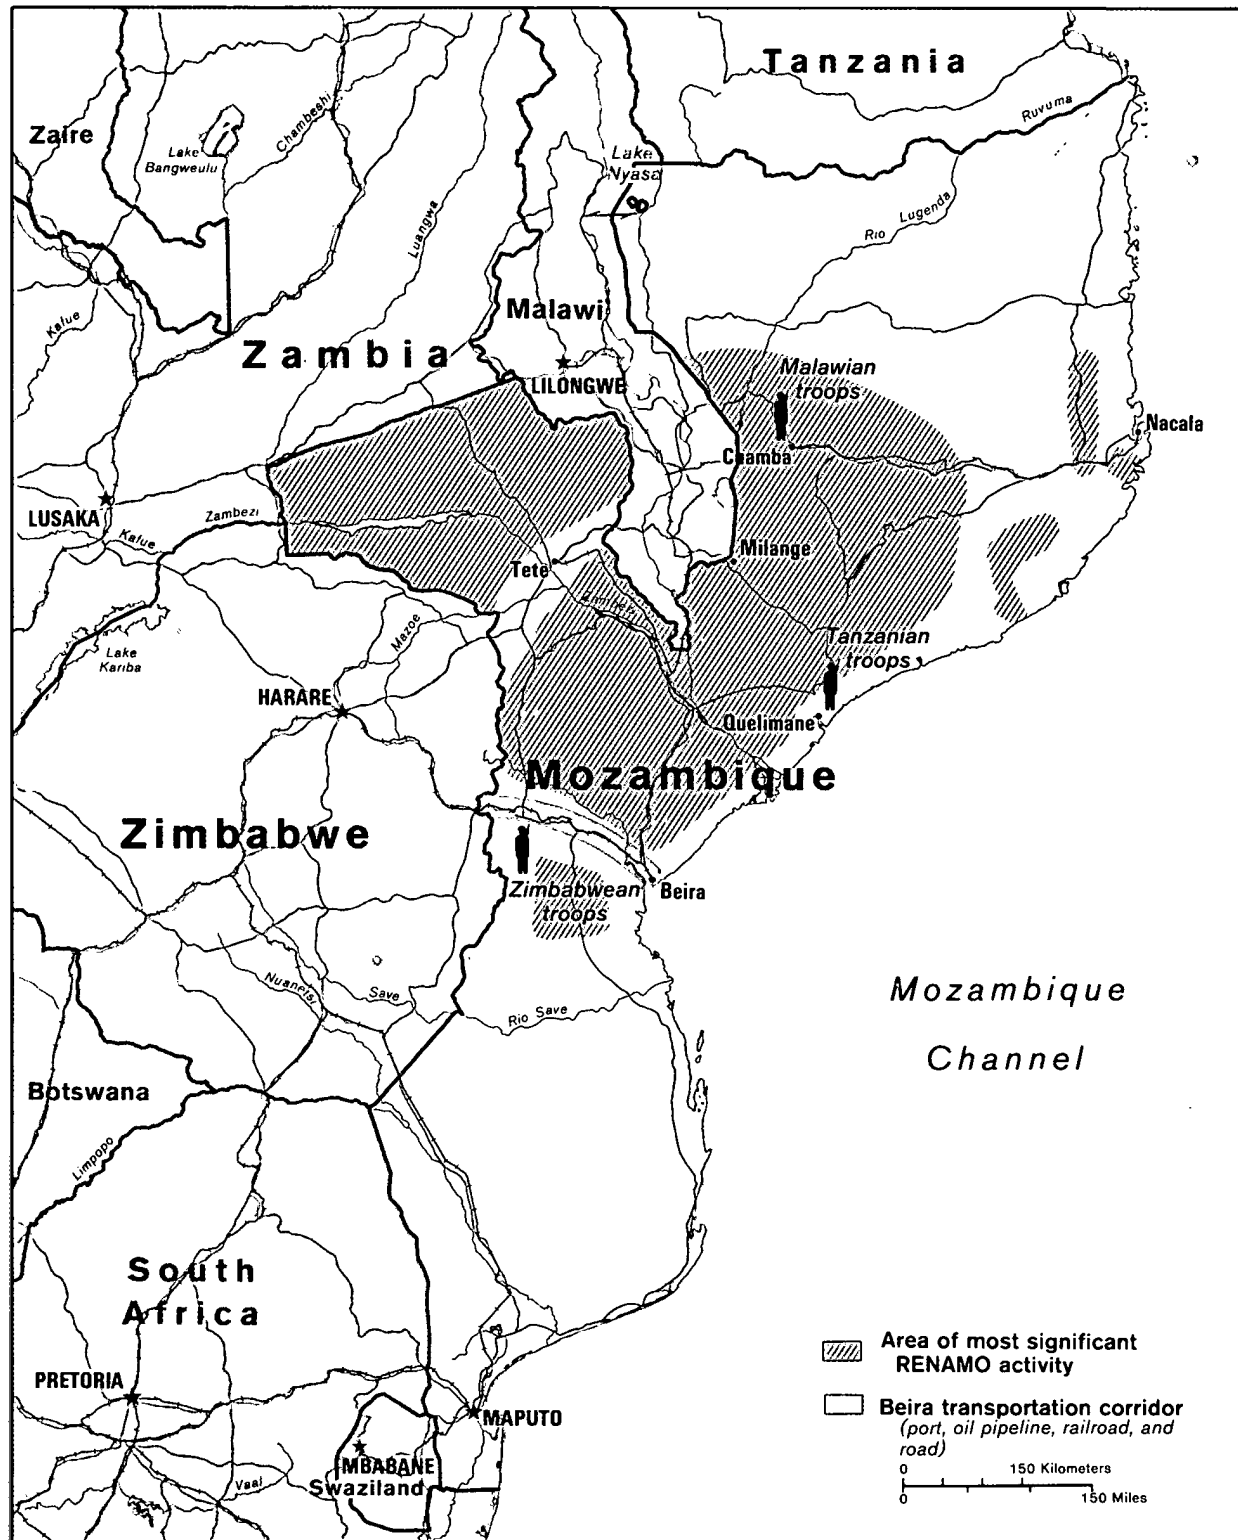 Tanzania
Zaire
Lake
Bangweulu
Chambeshi
Lake
Nyasa
Ruvuma
Rio Lugenda
Luangwa
Kafue
Malawi
Zambia
LILONGWE
Malawian
troops
Nacala
Cuamba
LUSAKA
Zambezi
Kafue
Milange
Tete
Mazoe
Lake
Kariba
Tanzanian
troops
HARARE
Quelimane
Mozambique
Zimbabwe
Zimbabwean
troops
Beira
Nuanetsi
Save
Rio Save
Mozambique
Channel
Botswana
Limpopo
South
Africa
PRETORIA
MAPUTO
MBABANE
Swaziland
Vaal
Area of most significant
RENAMO activity
Beira transportation corridor
(port, oil pipeline, railroad, and
road)
0 150 Kilometers
0 150 Miles